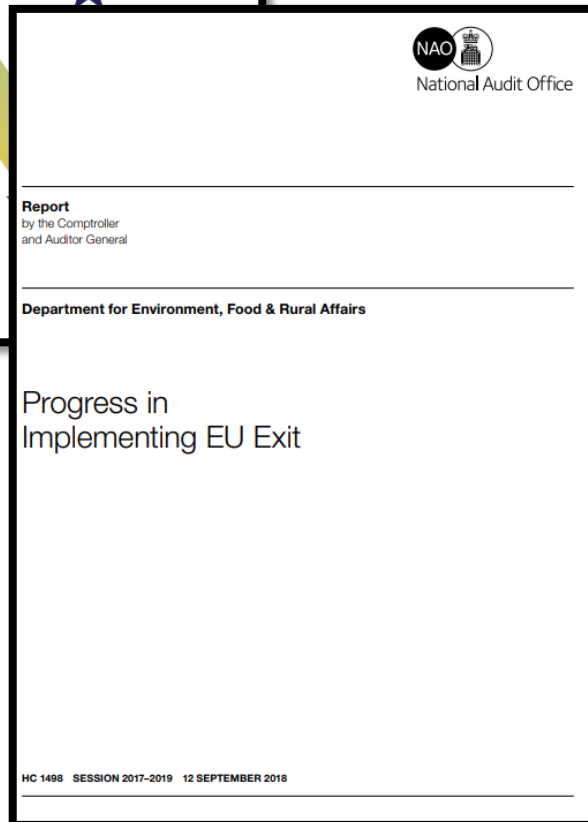 NAO
National Audit Office
Report
by the Comptroller
and Auditor General
Department for Environment, Food & Rural Affairs
Progress in
Implementing EU Exit
HC 1498 SESSION 2017–2019 12 SEPTEMBER 2018